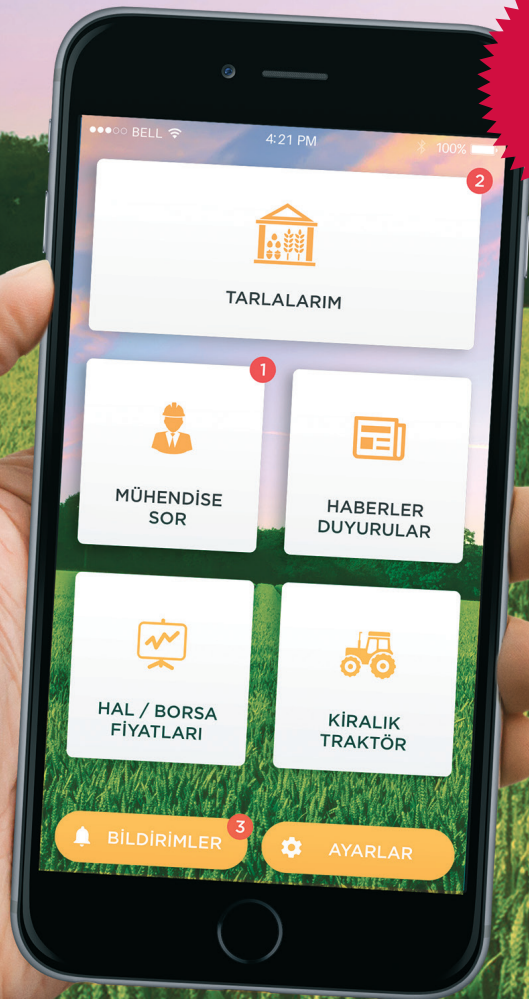 BELL
4:21 PM
100%
2
TARLALARIM
1
MÜHENDİSE
SOR
HABERLER
DUYURULAR
HAL / BORSA
FİYATLARI
KİRALIK
TRAKTÖR
BİLDİRİMLER
3
AYARLAR